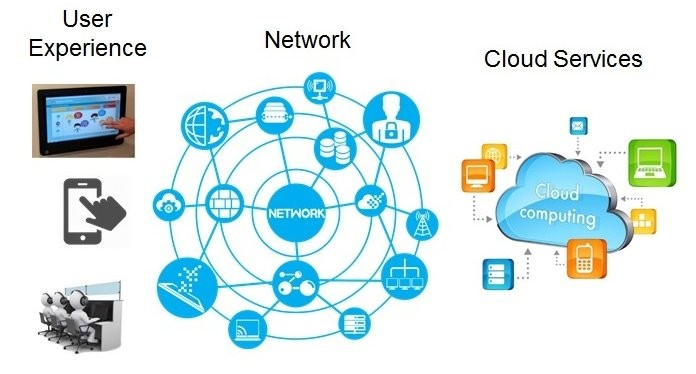 User
Experience
Network
Cloud Services
NETWORK
Cloud
computing